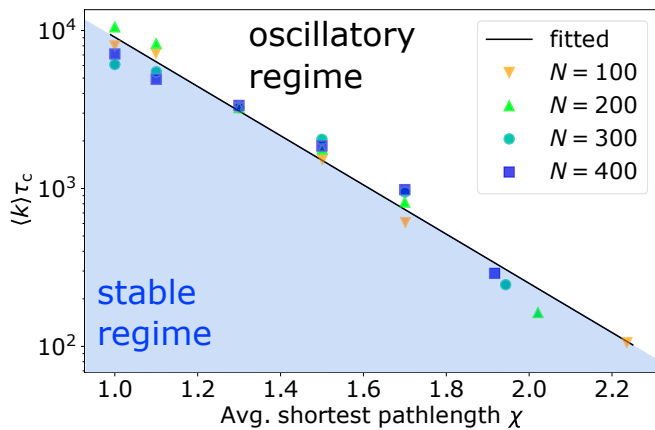 10⁴
10³
10²
⟨k⟩τc
oscillatory
regime
stable
regime
fitted
N = 100
N = 200
N = 300
N = 400
1.0 1.2 1.4 1.6 1.8 2.0 2.2
Avg. shortest pathlength χ